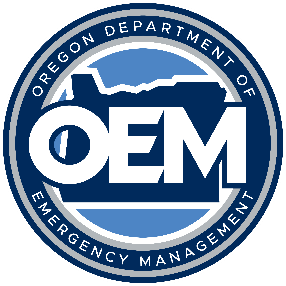 OREGON DEPARTMENT OF
OEM
EMERGENCY MANAGEMENT